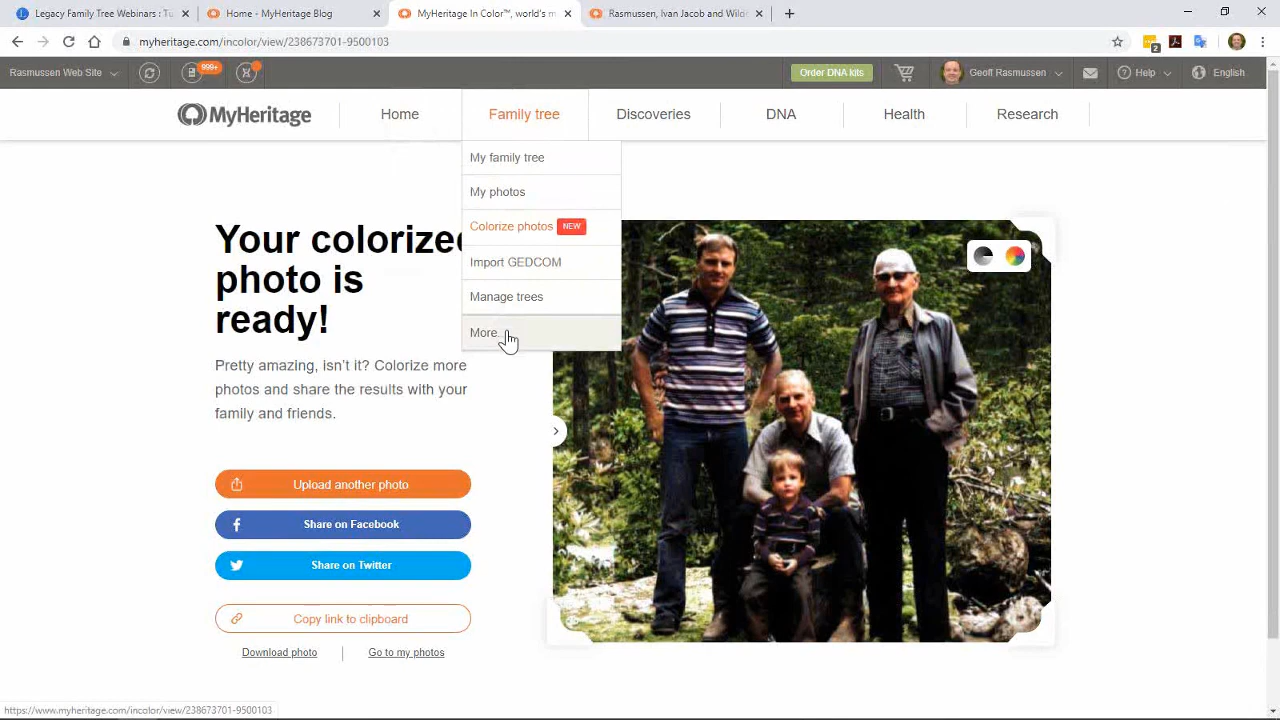 Legacy Family Tree Webinars : Tu
Home - MyHeritage Blog
MyHeritage In Color™, world's m
Rasmussen, Ivan Jacob and Wild
myheritage.com/incolor/view/238673701-9500103
2
Rasmussen Web Site
999+
Order DNA kits
Geoff Rasmussen
Help
English
MyHeritage
Home
Family tree
Discoveries
DNA
Health
Research
My family tree
My photos
Colorize photos NEW
Import GEDCOM
Manage trees
More
Your colorized
photo is
ready!
Pretty amazing, isn't it? Colorize more
photos and share the results with your
family and friends.
Upload another photo
Share on Facebook
Share on Twitter
Copy link to clipboard
Download photo
Go to my photos
https://www.myheritage.com/incolor/view/238673701-9500103